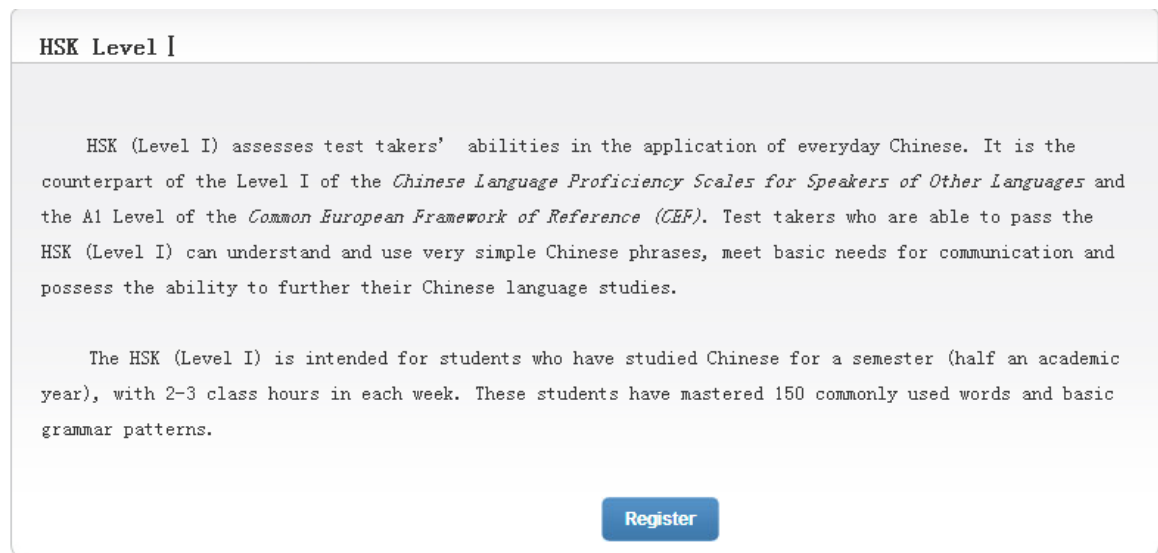 HSK Level Ⅰ
HSK (Level I) assesses test takers’ abilities in the application of everyday Chinese. It is the
counterpart of the Level I of the Chinese Language Proficiency Scales for Speakers of Other Languages and
the A1 Level of the Common European Framework of Reference (CEF). Test takers who are able to pass the
HSK (Level I) can understand and use very simple Chinese phrases, meet basic needs for communication and
possess the ability to further their Chinese language studies.
The HSK (Level I) is intended for students who have studied Chinese for a semester (half an academic
year), with 2-3 class hours in each week. These students have mastered 150 commonly used words and basic
grammar patterns.
Register